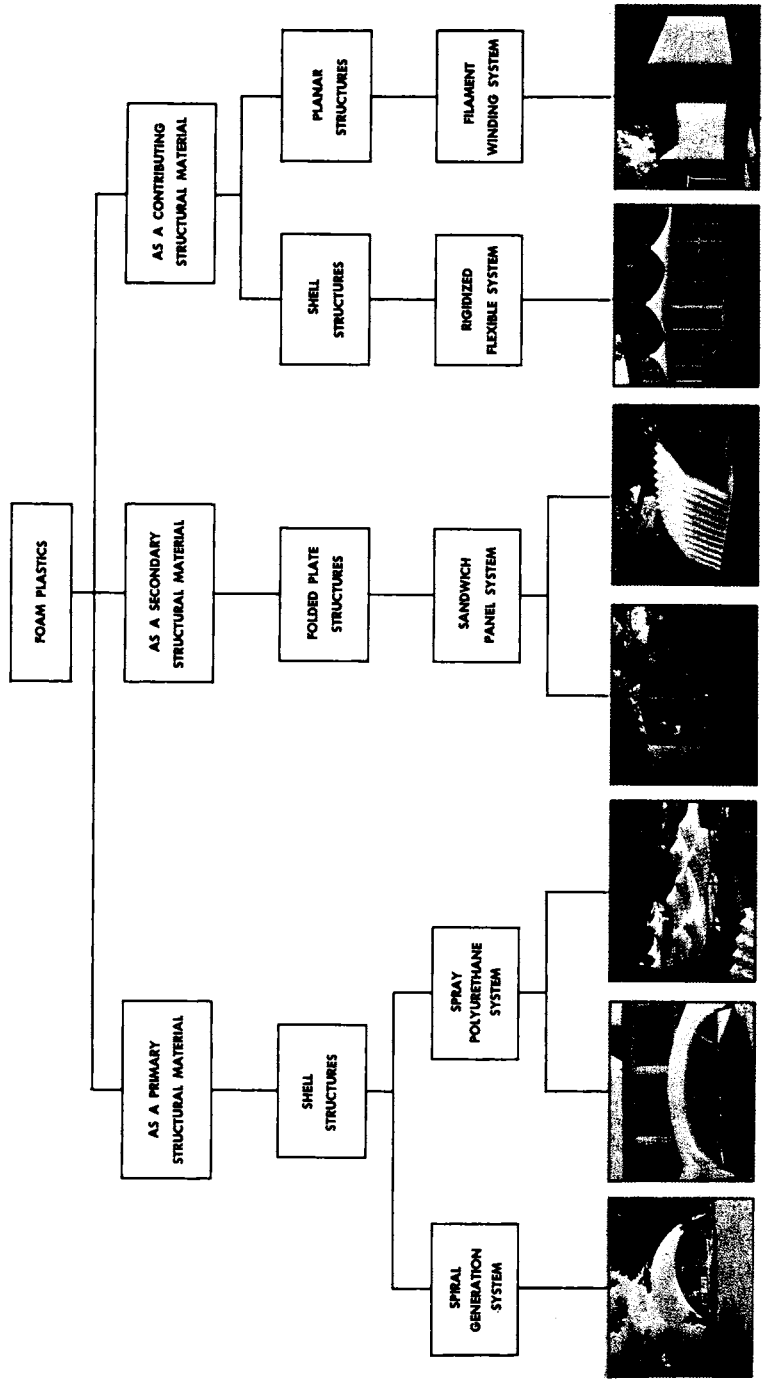 FOAM PLASTICS
AS A PRIMARY
STRUCTURAL MATERIAL
AS A SECONDARY
STRUCTURAL MATERIAL
AS A CONTRIBUTING
STRUCTURAL MATERIAL
SHELL
STRUCTURES
FOLDED PLATE
STRUCTURES
SHELL
STRUCTURES
PLANAR
STRUCTURES
SPIRAL
GENERATION
SYSTEM
SPRAY
POLYURETHANE
SYSTEM
SANDWICH
PANEL SYSTEM
RIGIDIZED
FLEXIBLE SYSTEM
FILAMENT
WINDING SYSTEM